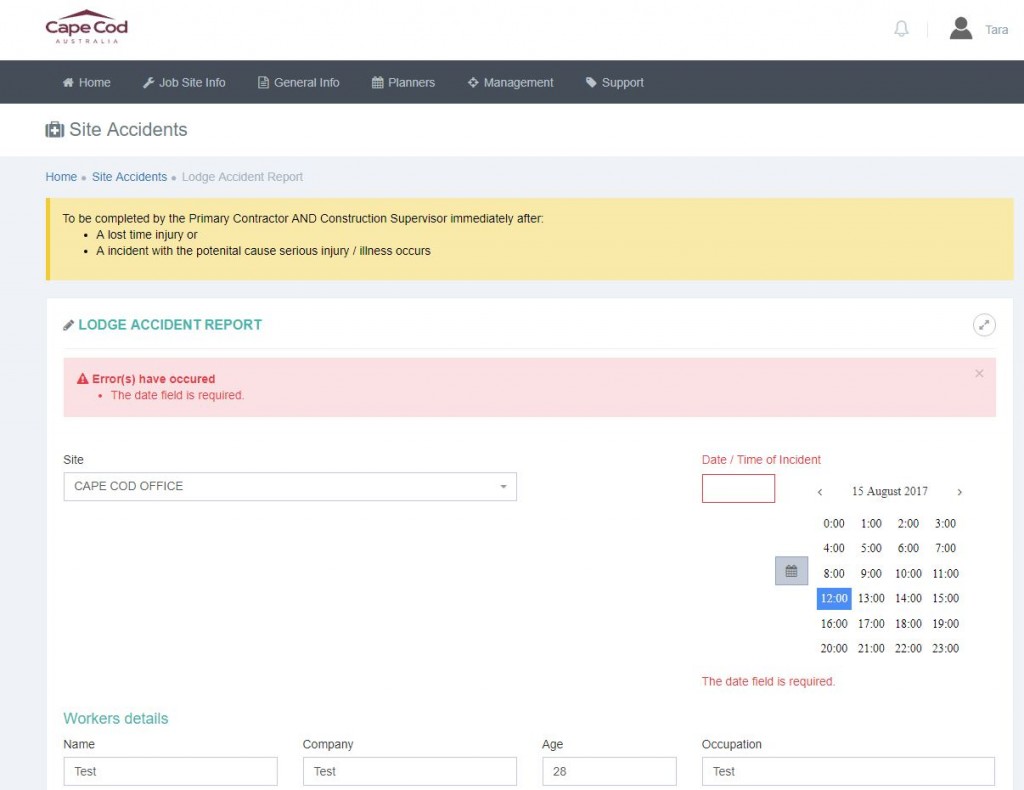 Cape Cod
AUSTRALIA
Tara
Home Job Site Info General Info Planners Management Support
Site Accidents
Home Site Accidents Lodge Accident Report
To be completed by the Primary Contractor AND Construction Supervisor immediately after:
• A lost time injury or
• A incident with the potenital cause serious injury / illness occurs
LODGE ACCIDENT REPORT
Error(s) have occured
×
• The date field is required.
Site
CAPE COD OFFICE
Date / Time of Incident
‹ 15 August 2017 ›
0:00 1:00 2:00 3:00
4:00 5:00 6:00 7:00
8:00 9:00 10:00 11:00
12:00 13:00 14:00 15:00
16:00 17:00 18:00 19:00
20:00 21:00 22:00 23:00
The date field is required.
Workers details
Name Company Age Occupation
Test Test 28 Test